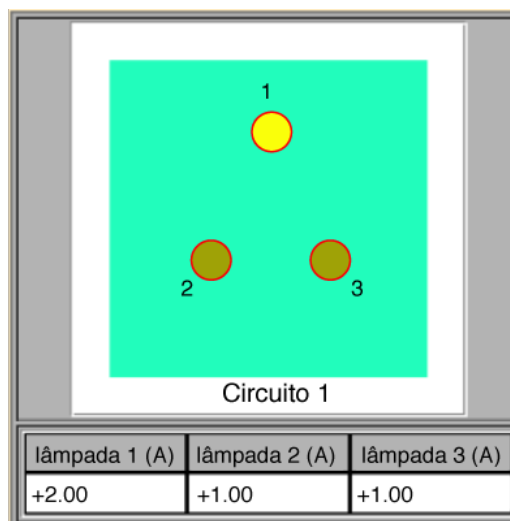 1
2
3
Circuito 1
lâmpada 1 (A) lâmpada 2 (A) lâmpada 3 (A)
+2.00 +1.00 +1.00